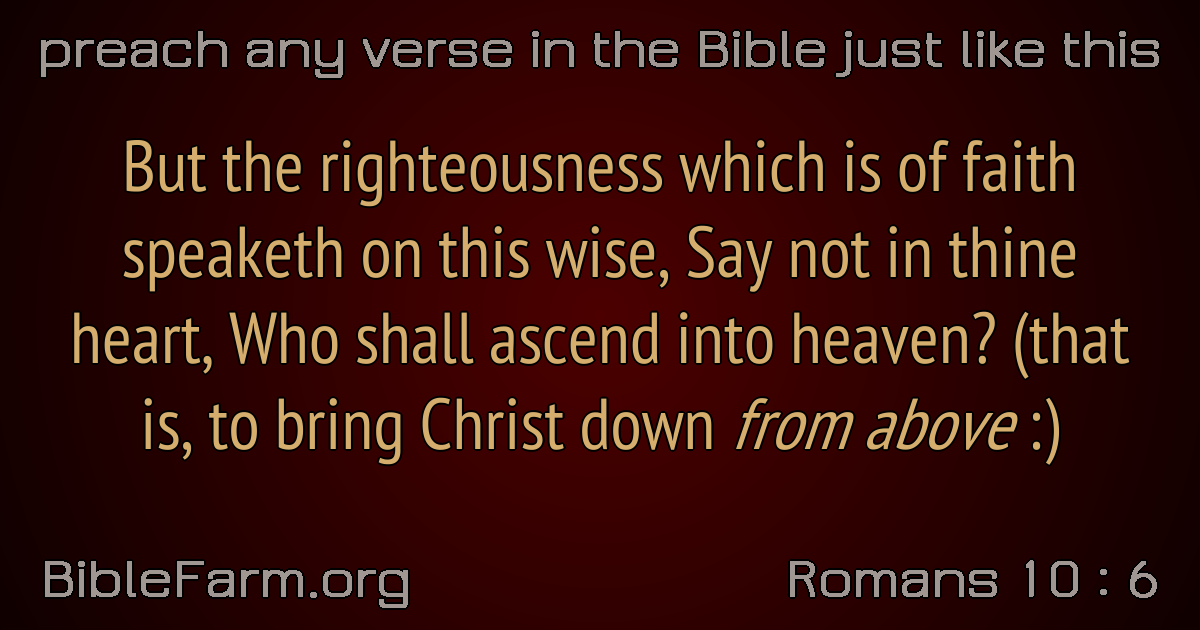 preach any verse in the Bible just like this
But the righteousness which is of faith
speaketh on this wise, Say not in thine
heart, Who shall ascend into heaven? (that
is, to bring Christ down from above :)
BibleFarm.org
Romans 10 : 6